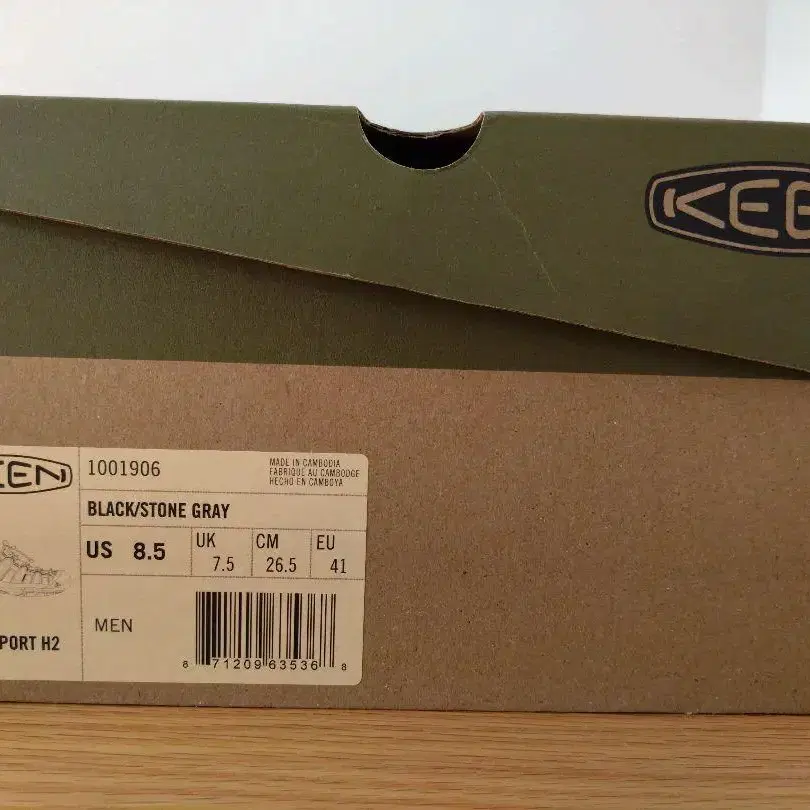 KEE
EEN
1001906
MADE IN CAMBODIA
FABRIQUÉ AU CAMBODGE
HECHO EN CAMBOYA
BLACK/STONE GRAY
US 8.5
UK 7.5
CM 26.5
EU 41
MEN
PORT H2
8 71209 63536 8